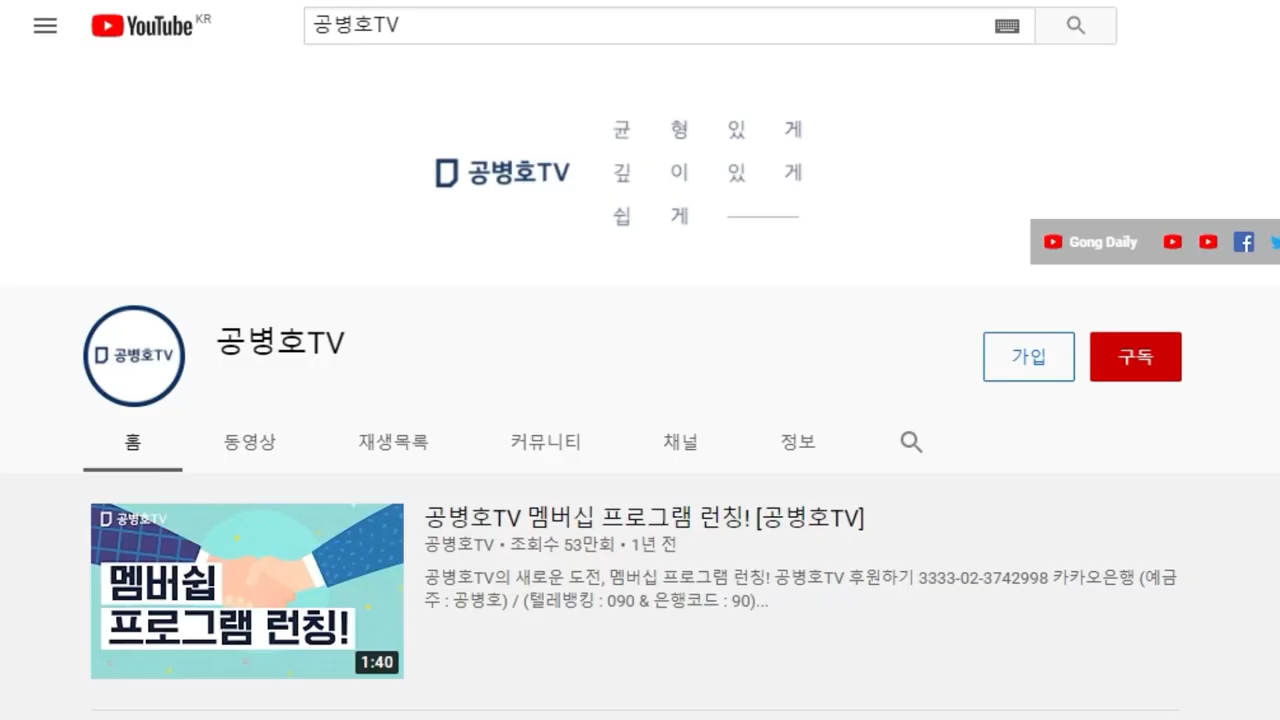 YouTube KR
공병호TV
균 형 있 게
공병호TV
깊 이 있 게
쉽 게
Gong Daily
공병호TV
공병호TV
가입
구독
홈
동영상
재생목록
커뮤니티
채널
정보
공병호TV
멤버쉽
프로그램 런칭!
1:40
공병호TV 멤버십 프로그램 런칭! [공병호TV]
공병호TV • 조회수 53만회 • 1년 전
공병호TV의 새로운 도전, 멤버십 프로그램 런칭! 공병호TV 후원하기 3333-02-3742998 카카오은행 (예금
주 : 공병호) / (텔레뱅킹 : 090 & 은행코드 : 90)...